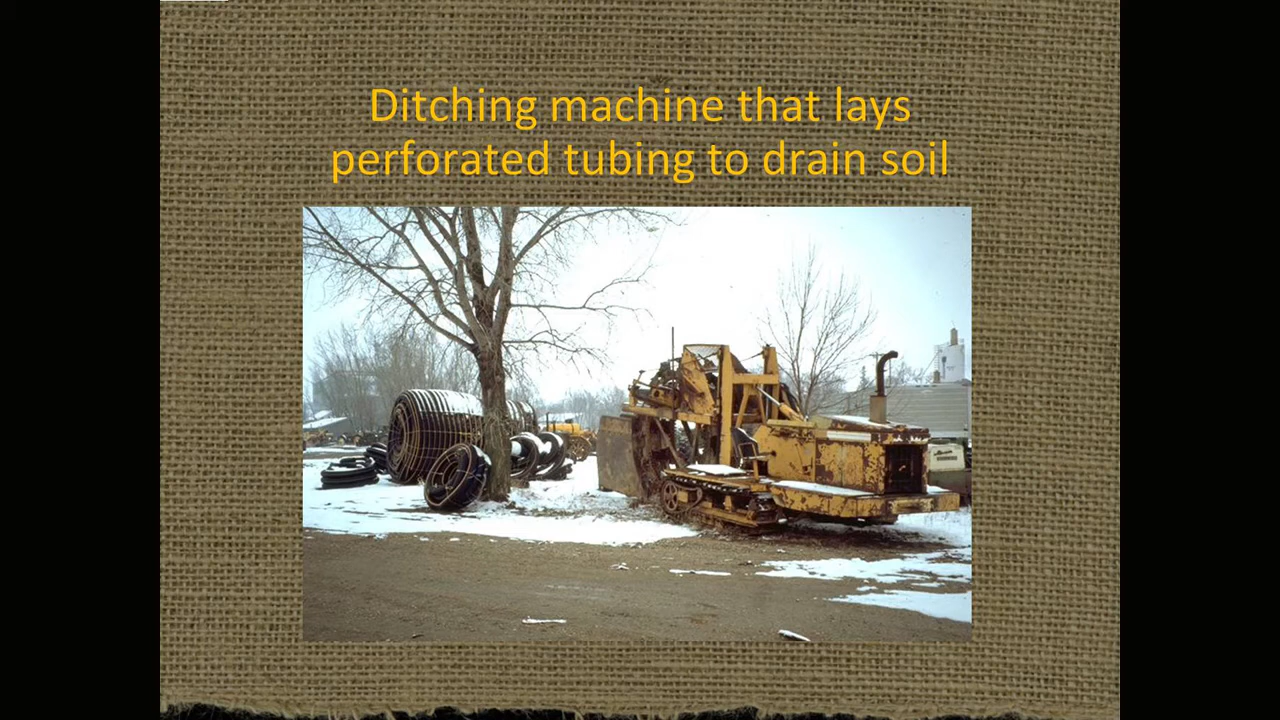 Ditching machine that lays
perforated tubing to drain soil